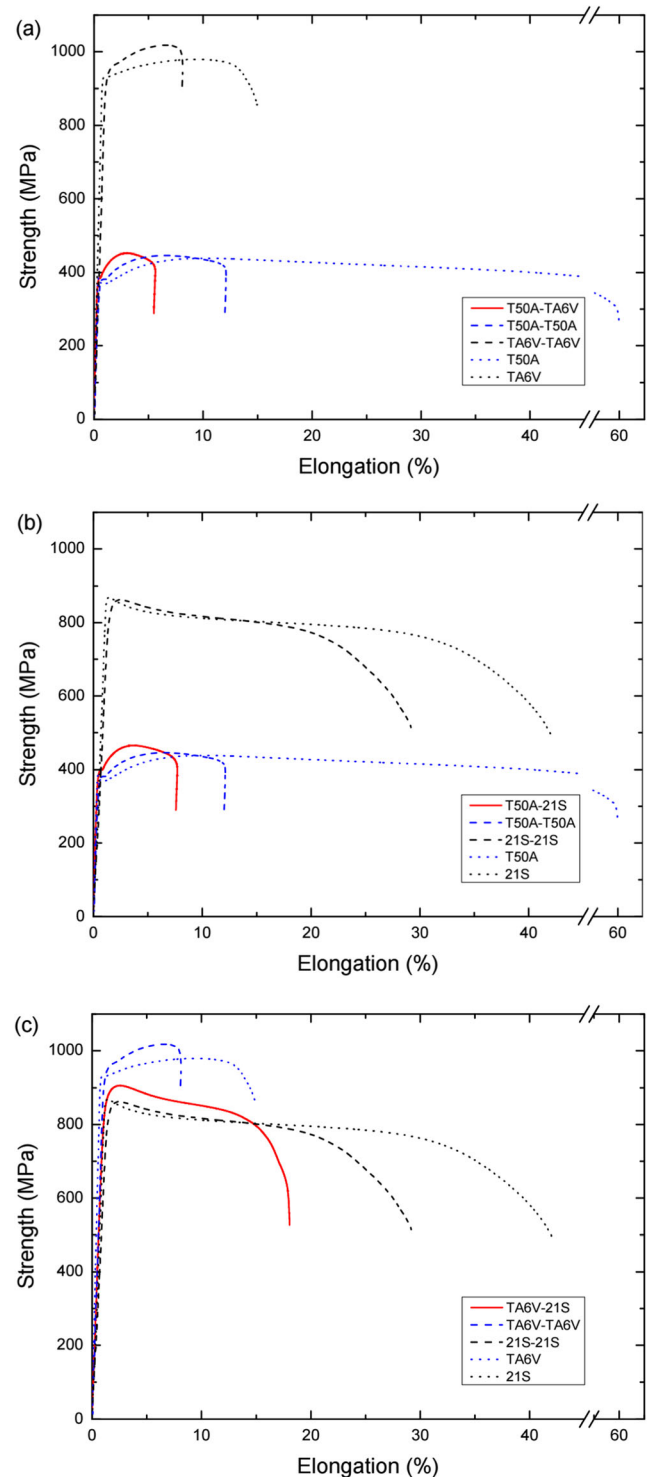 (a)
1000
800
600
400
200
0
Strength (MPa)
T50A-TA6V
T50A-T50A
TA6V-TA6V
T50A
TA6V
0 10 20 30 40 60
Elongation (%)
(b)
1000
800
600
400
200
0
Strength (MPa)
T50A-21S
T50A-T50A
21S-21S
T50A
21S
0 10 20 30 40 60
Elongation (%)
(c)
1000
800
600
400
200
0
Strength (MPa)
TA6V-21S
TA6V-TA6V
21S-21S
TA6V
21S
0 10 20 30 40 60
Elongation (%)